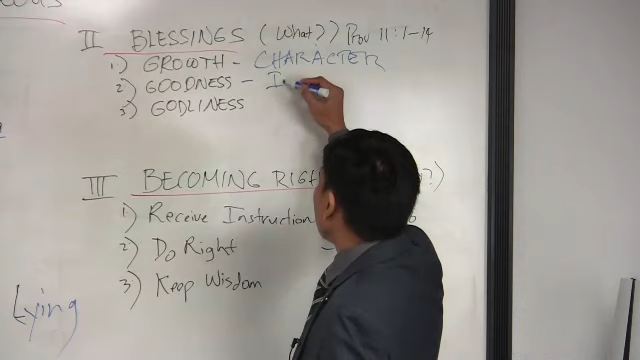 II BLESSINGS (What?) Prov 11:1-14
1) GROWTH - CHARACTER
2) GOODNESS - I
3) GODLINESS
III BECOMING RIGH ?)
1) Receive Instruction
2) Do Right -
3) Keep Wisdom
Lying